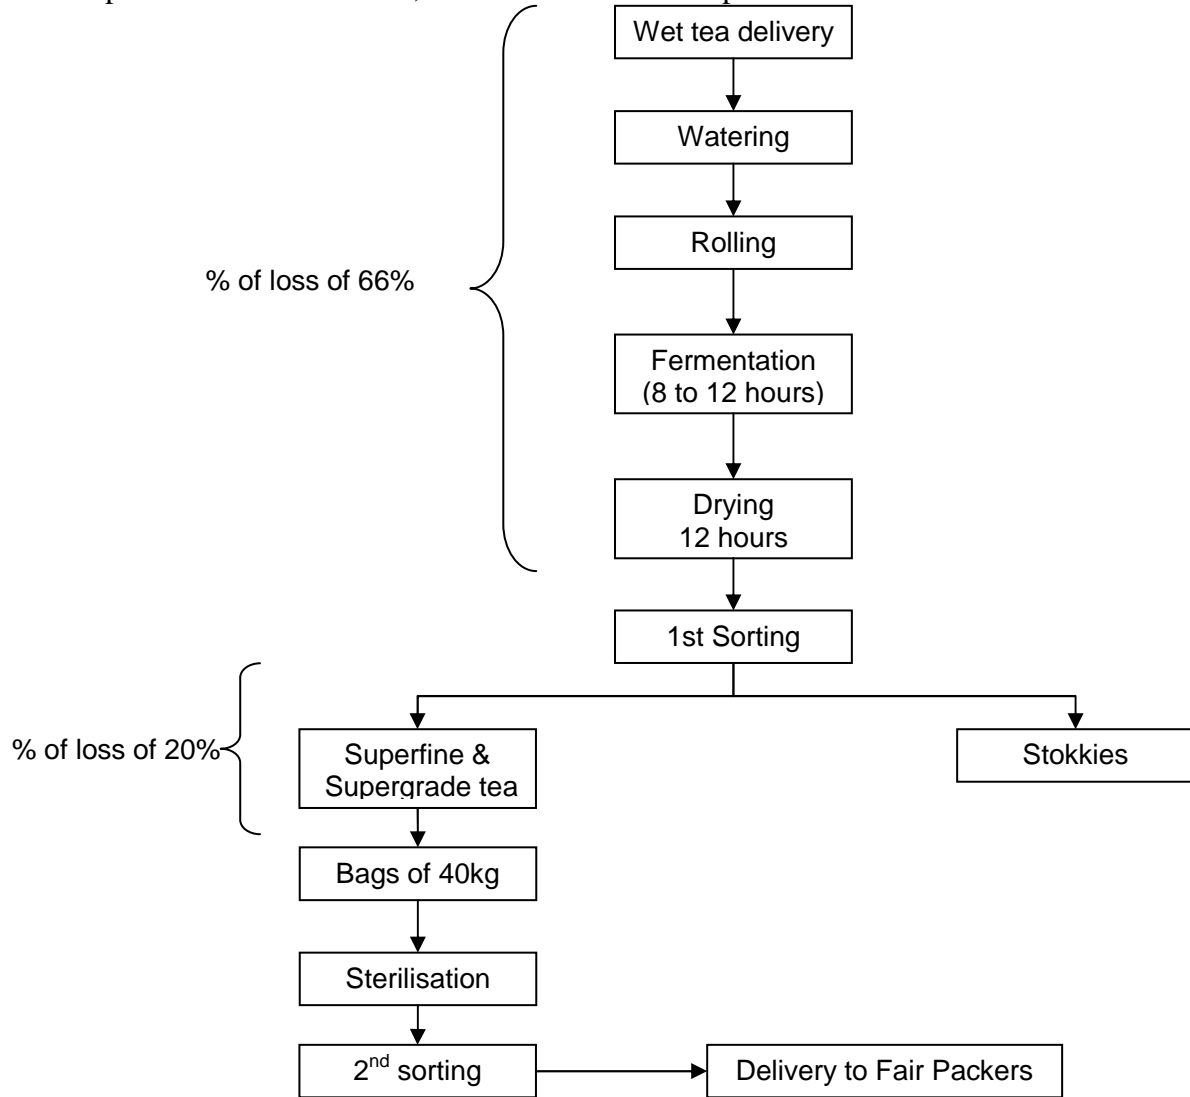 Wet tea delivery
Watering
Rolling
% of loss of 66%
Fermentation
(8 to 12 hours)
Drying
12 hours
1st Sorting
% of loss of 20%
Superfine &
Supergrade tea
Stokkies
Bags of 40kg
Sterilisation
2nd sorting
Delivery to Fair Packers